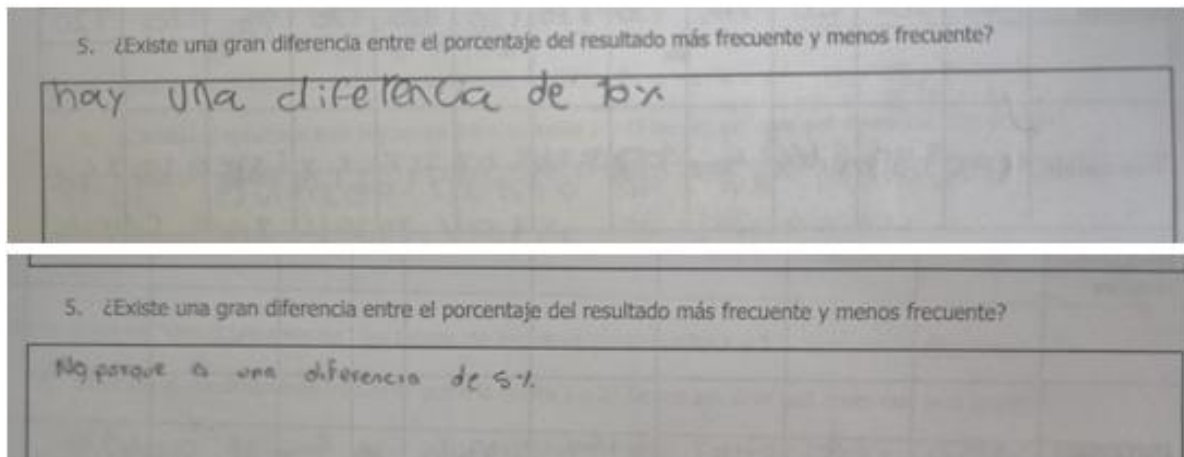 5. ¿Existe una gran diferencia entre el porcentaje del resultado más frecuente y menos frecuente?
hay una diferencia de
5. ¿Existe una gran diferencia entre el porcentaje del resultado más frecuente y menos frecuente?
No porque a una diferencia de 5%